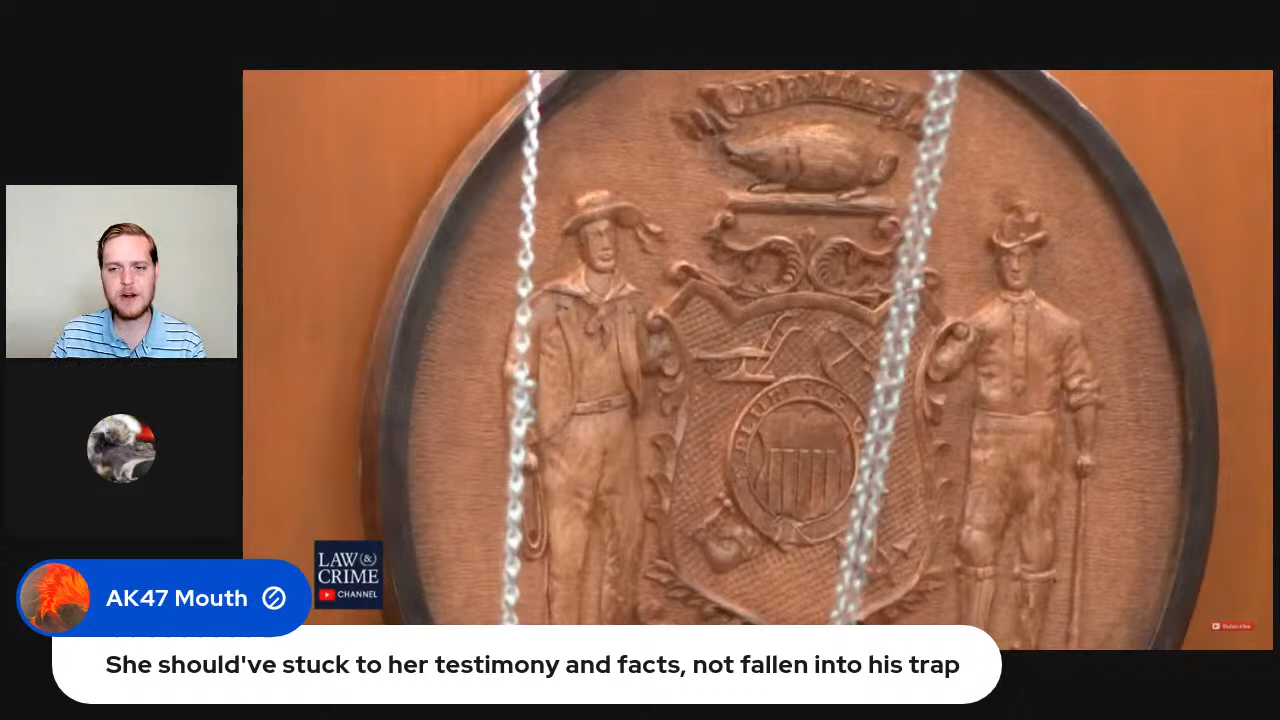 LAW (&)
CRIME
CHANNEL
Subscribe
AK47 Mouth
She should've stuck to her testimony and facts, not fallen into his trap